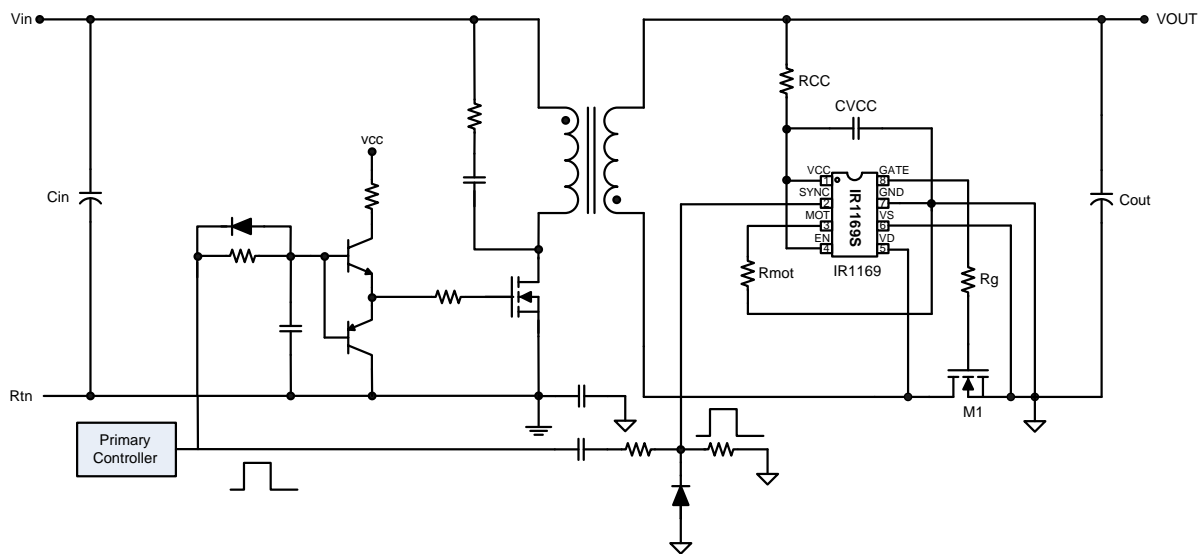 Vin
VOUT
RCC
CVCC
vcc
Cin
VCC
GATE
1
8
SYNC
GND
2
7
MOT
VS
3
6
EN
VD
4
5
IR1169S
IR1169
Cout
Rmot
Rg
Rtn
M1
Primary
Controller